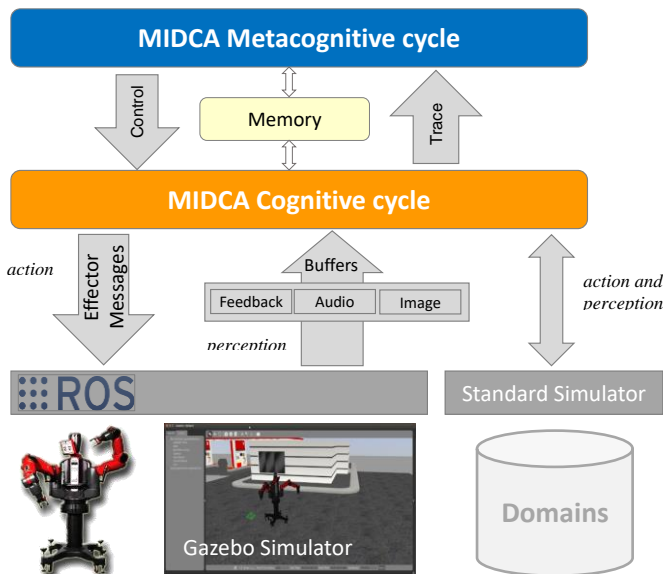 MIDCA Metacognitive cycle
Control
Memory
Trace
MIDCA Cognitive cycle
action
Effector
Messages
Buffers
Feedback Audio Image
perception
action and
perception
ROS
Standard Simulator
Gazebo Simulator
Domains